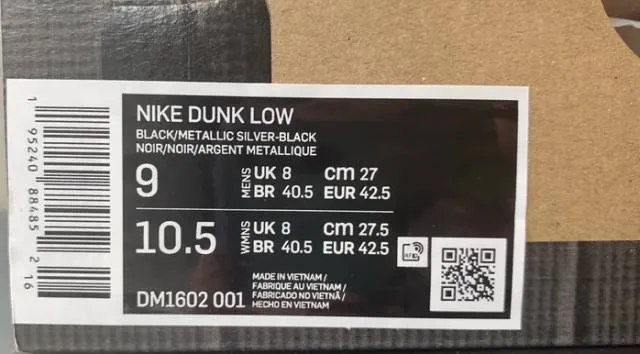 NIKE DUNK LOW
BLACK/METALLIC SILVER-BLACK
NOIR/NOIR/ARGENT METALLIQUE
9 MENS UK 8 cm 27
BR 40.5 EUR 42.5
10.5 WMNS UK 8 cm 27.5
BR 40.5 EUR 42.5
MADE IN VIETNAM /
FABRIQUE AU VIETNAM /
FABRICADO NO VIETNÃ /
HECHO EN VIETNAM
DM1602 001
1 95240 88485 2 16